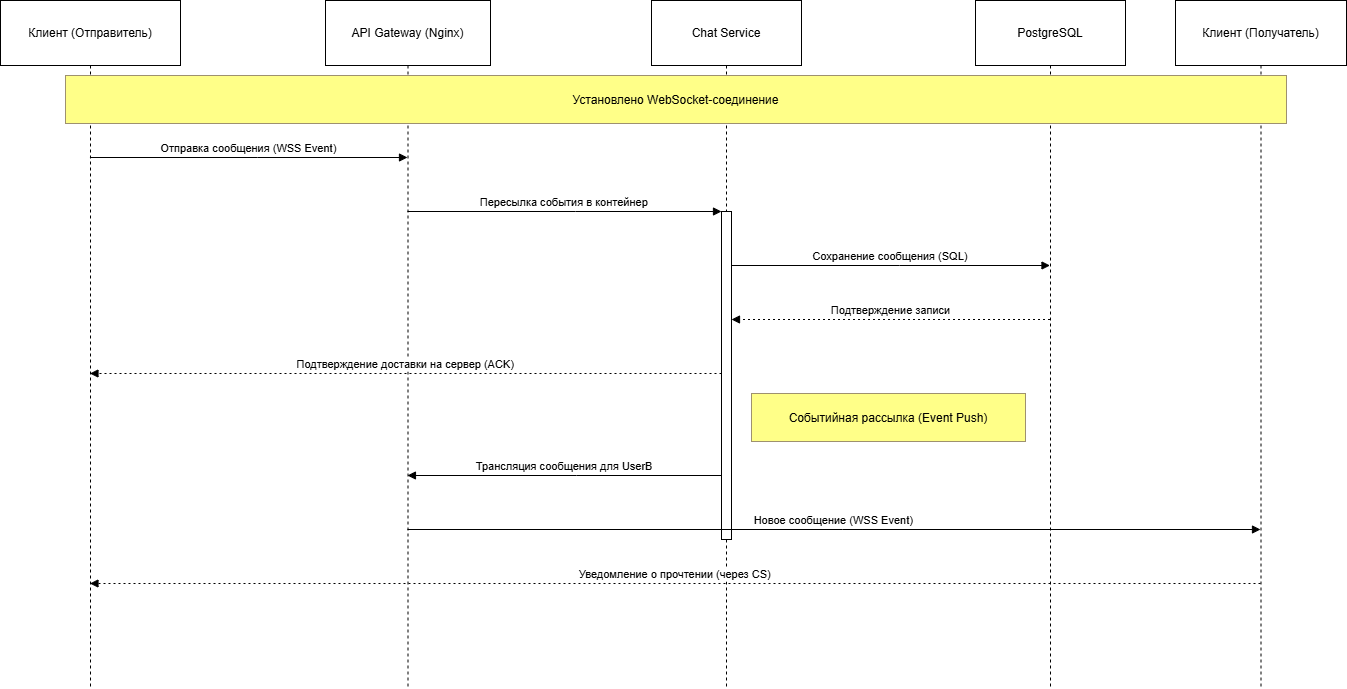 Клиент (Отправитель)
API Gateway (Nginx)
Chat Service
PostgreSQL
Клиент (Получатель)
Установлено WebSocket-соединение
Отправка сообщения (WSS Event)
Пересылка события в контейнер
Сохранение сообщения (SQL)
Подтверждение записи
Подтверждение доставки на сервер (ACK)
Событийная рассылка (Event Push)
Трансляция сообщения для UserB
Новое сообщение (WSS Event)
Уведомление о прочтении (через CS)